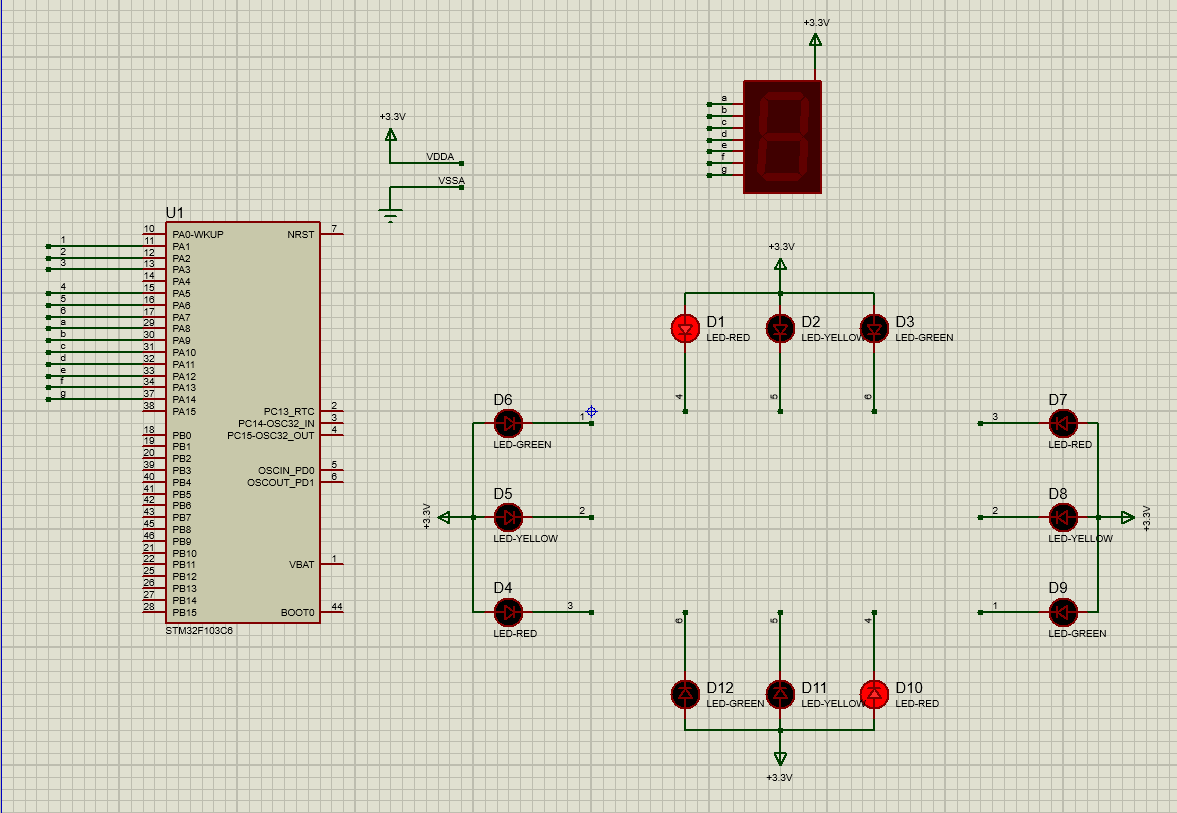 +3.3V
a
b
c
d
e
f
g
+3.3V
VDDA
VSSA
U1
10 PA0-WKUP
1 11 PA1
2 12 PA2
3 13 PA3
14 PA4
4 15 PA5
5 16 PA6
6 17 PA7
a 29 PA8
b 30 PA9
c 31 PA10
d 32 PA11
e 33 PA12
f 34 PA13
g 37 PA14
38 PA15
18 PB0
19 PB1
20 PB2
39 PB3
40 PB4
41 PB5
42 PB6
43 PB7
45 PB8
46 PB9
21 PB10
22 PB11
25 PB12
26 PB13
27 PB14
28 PB15
NRST 7
PC13_RTC 2
PC14-OSC32_IN 3
PC15-OSC32_OUT 4
OSCIN_PD0 5
OSCOUT_PD1 6
VBAT 1
BOOT0 44
STM32F103C6
+3.3V
D1
LED-RED
D2
LED-YELLOW
D3
LED-GREEN
4
5
6
D6
LED-GREEN
1
D5
LED-YELLOW
2
+3.3V
D4
LED-RED
3
D7
LED-RED
3
D8
LED-YELLOW
2
+3.3V
D9
LED-GREEN
1
6
5
4
D12
LED-GREEN
D11
LED-YELLOW
D10
LED-RED
+3.3V